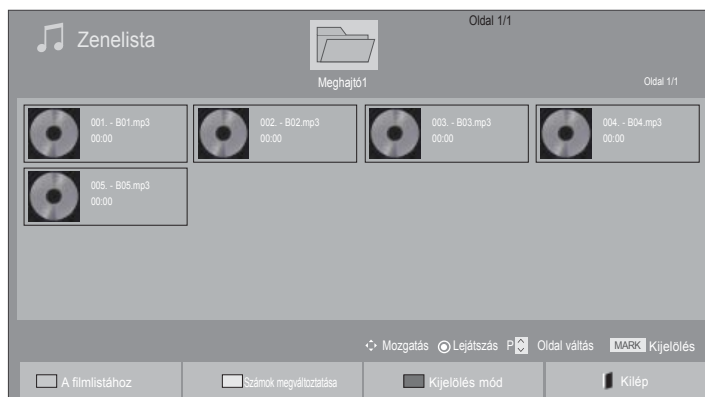 Oldal 1/1
Zenelista
Meghajtó1
Oldal 1/1
001. - B01.mp3
00:00
002. - B02.mp3
00:00
003. - B03.mp3
00:00
004. - B04.mp3
00:00
005. - B05.mp3
00:00
Mozgatás Lejátszás P Oldal váltás MARK Kijelölés
A filmlistához Számok megváltoztatása Kijelölés mód Kilép